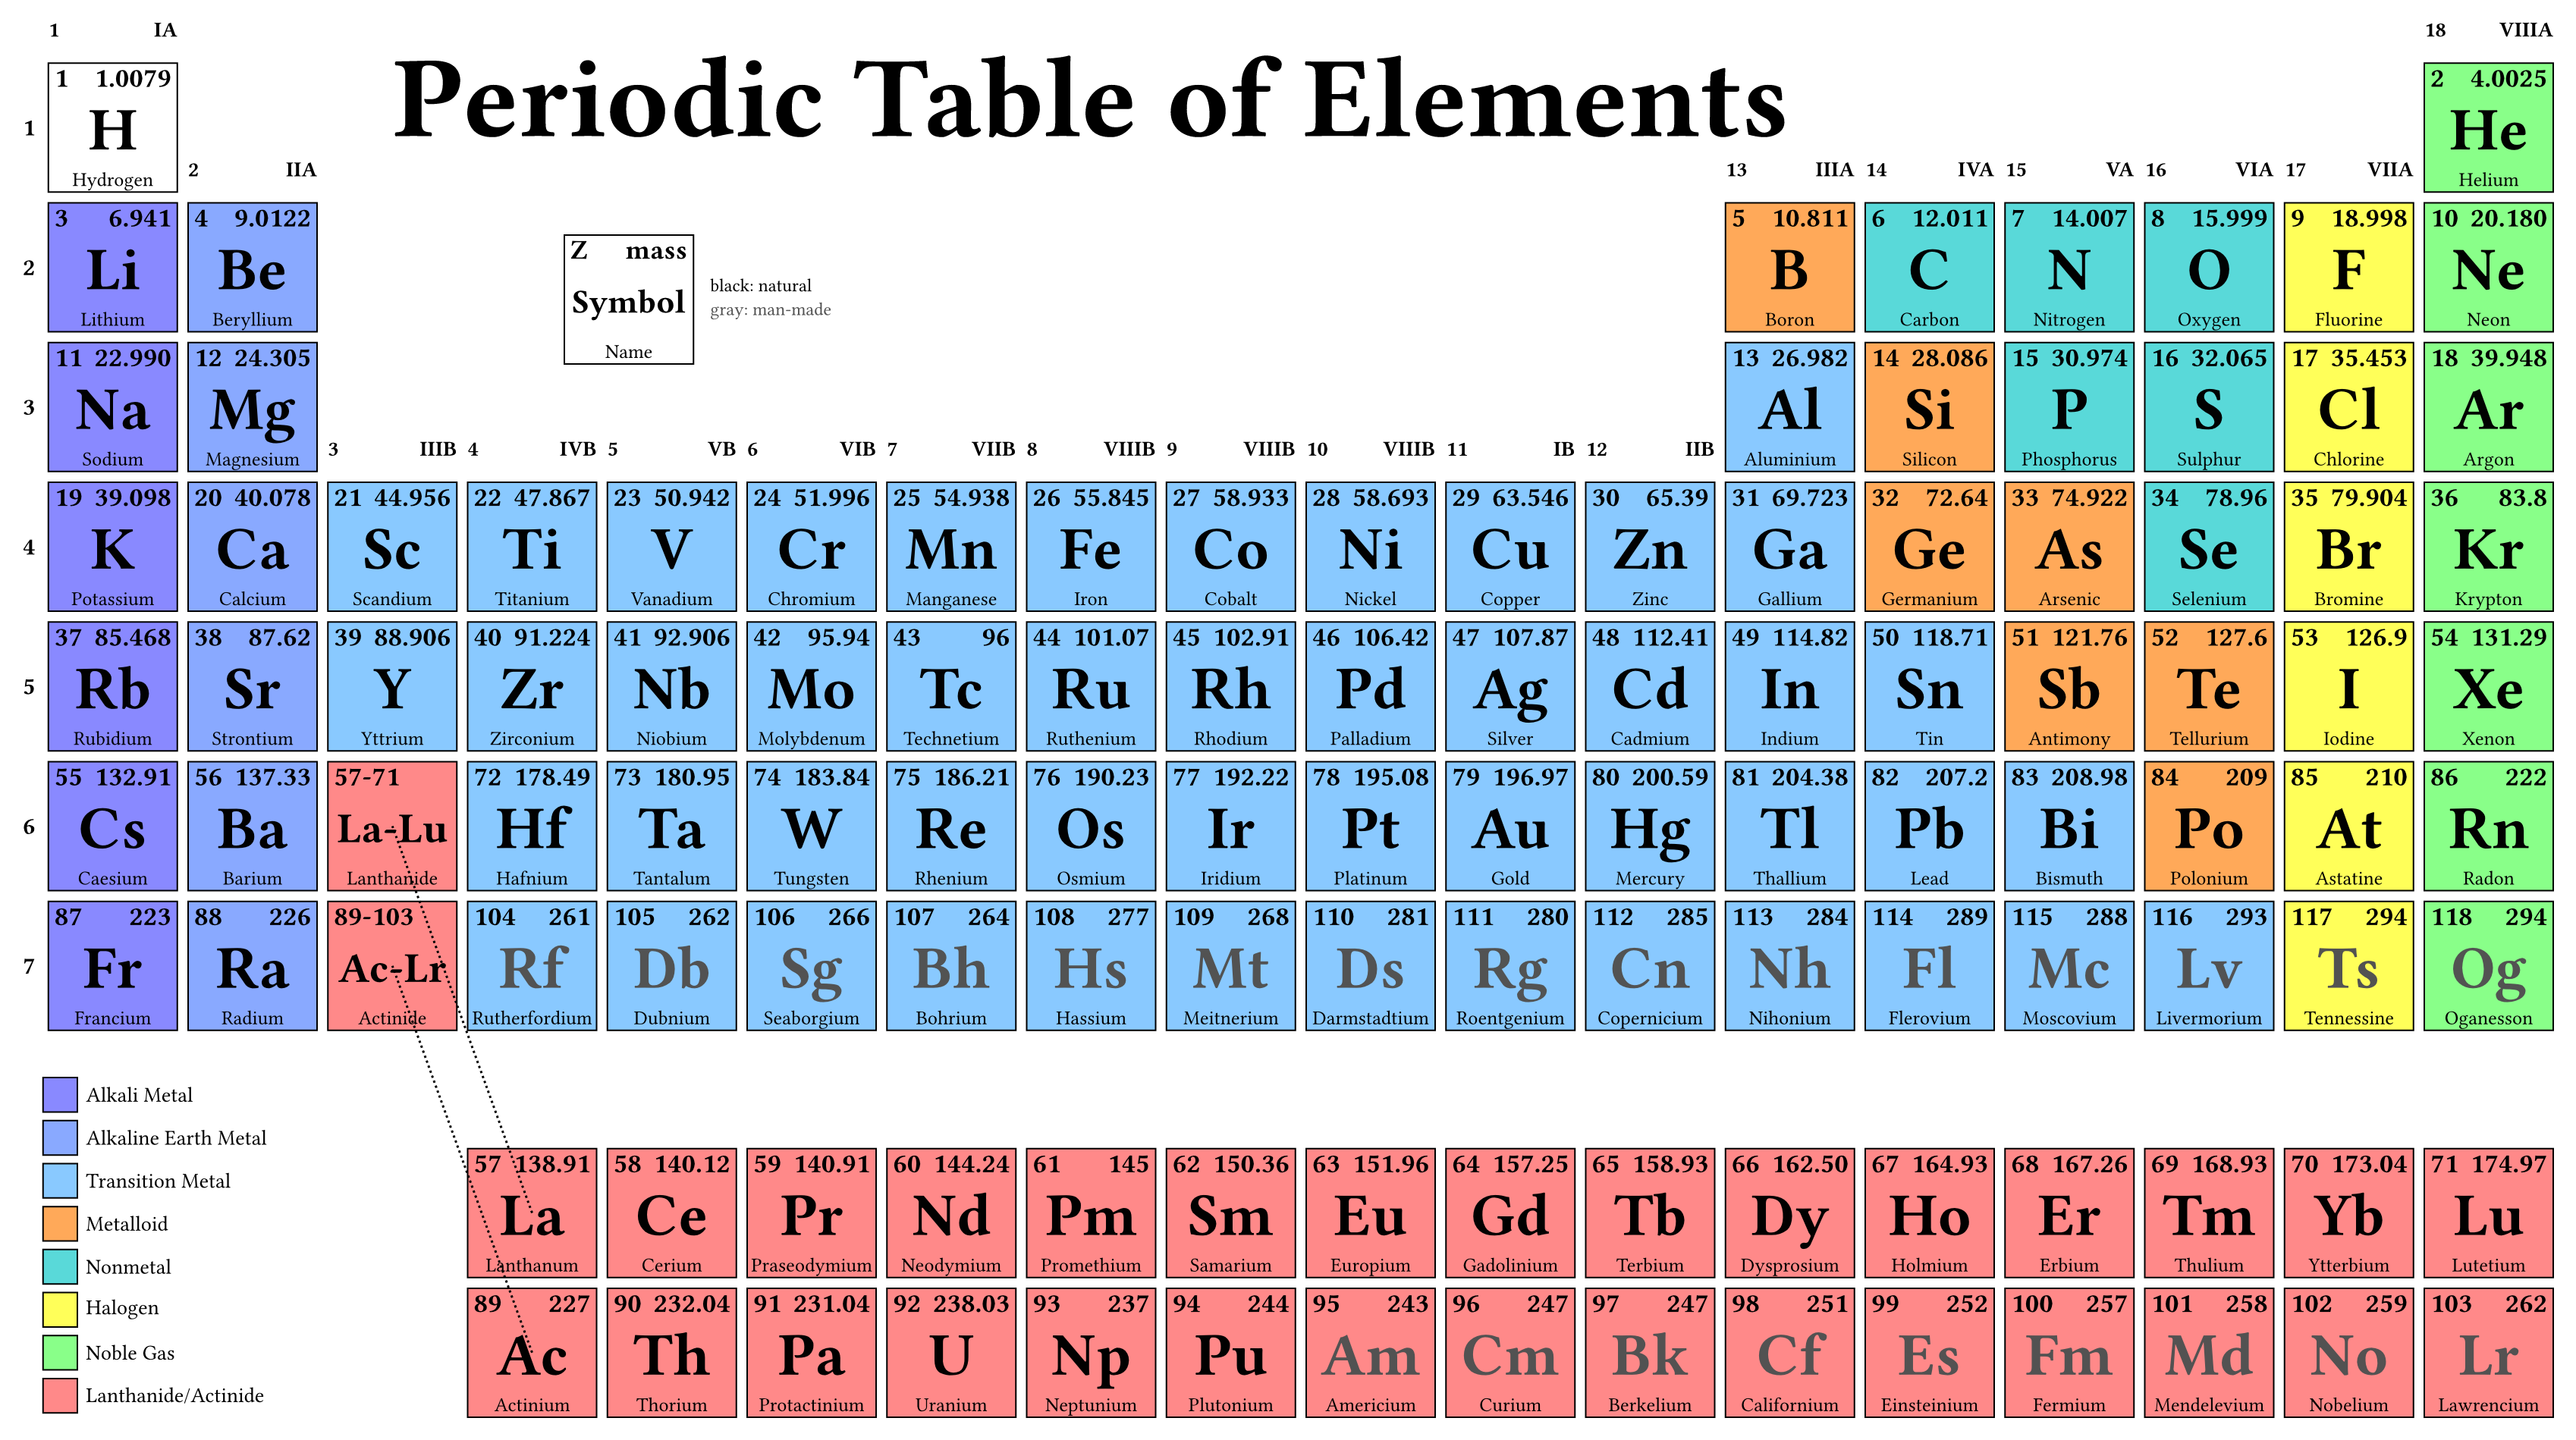 1 IA
18 VIIIA
Periodic Table of Elements
1
1 1.0079
H
Hydrogen
2 4.0025
He
Helium
2 IIA
13 IIIA
14 IVA
15 VA
16 VIA
17 VIIA
2
3 6.941
Li
Lithium
4 9.0122
Be
Beryllium
Z mass
Symbol
Name
black: natural
gray: man-made
5 10.811
B
Boron
6 12.011
C
Carbon
7 14.007
N
Nitrogen
8 15.999
O
Oxygen
9 18.998
F
Fluorine
10 20.180
Ne
Neon
3
11 22.990
Na
Sodium
12 24.305
Mg
Magnesium
13 26.982
Al
Aluminium
14 28.086
Si
Silicon
15 30.974
P
Phosphorus
16 32.065
S
Sulphur
17 35.453
Cl
Chlorine
18 39.948
Ar
Argon
3 IIIB
4 IVB
5 VB
6 VIB
7 VIIB
8 VIIIB
9 VIIIB
10 VIIIB
11 IB
12 IIB
4
19 39.098
K
Potassium
20 40.078
Ca
Calcium
21 44.956
Sc
Scandium
22 47.867
Ti
Titanium
23 50.942
V
Vanadium
24 51.996
Cr
Chromium
25 54.938
Mn
Manganese
26 55.845
Fe
Iron
27 58.933
Co
Cobalt
28 58.693
Ni
Nickel
29 63.546
Cu
Copper
30 65.39
Zn
Zinc
31 69.723
Ga
Gallium
32 72.64
Ge
Germanium
33 74.922
As
Arsenic
34 78.96
Se
Selenium
35 79.904
Br
Bromine
36 83.8
Kr
Krypton
5
37 85.468
Rb
Rubidium
38 87.62
Sr
Strontium
39 88.906
Y
Yttrium
40 91.224
Zr
Zirconium
41 92.906
Nb
Niobium
42 95.94
Mo
Molybdenum
43 96
Tc
Technetium
44 101.07
Ru
Ruthenium
45 102.91
Rh
Rhodium
46 106.42
Pd
Palladium
47 107.87
Ag
Silver
48 112.41
Cd
Cadmium
49 114.82
In
Indium
50 118.71
Sn
Tin
51 121.76
Sb
Antimony
52 127.6
Te
Tellurium
53 126.9
I
Iodine
54 131.29
Xe
Xenon
6
55 132.91
Cs
Caesium
56 137.33
Ba
Barium
57-71
La-Lu
Lanthanide
72 178.49
Hf
Hafnium
73 180.95
Ta
Tantalum
74 183.84
W
Tungsten
75 186.21
Re
Rhenium
76 190.23
Os
Osmium
77 192.22
Ir
Iridium
78 195.08
Pt
Platinum
79 196.97
Au
Gold
80 200.59
Hg
Mercury
81 204.38
Tl
Thallium
82 207.2
Pb
Lead
83 208.98
Bi
Bismuth
84 209
Po
Polonium
85 210
At
Astatine
86 222
Rn
Radon
7
87 223
Fr
Francium
88 226
Ra
Radium
89-103
Ac-Lr
Actinide
104 261
Rf
Rutherfordium
105 262
Db
Dubnium
106 266
Sg
Seaborgium
107 264
Bh
Bohrium
108 277
Hs
Hassium
109 268
Mt
Meitnerium
110 281
Ds
Darmstadtium
111 280
Rg
Roentgenium
112 285
Cn
Copernicium
113 284
Nh
Nihonium
114 289
Fl
Flerovium
115 288
Mc
Moscovium
116 293
Lv
Livermorium
117 294
Ts
Tennessine
118 294
Og
Oganesson
Alkali Metal
Alkaline Earth Metal
Transition Metal
Metalloid
Nonmetal
Halogen
Noble Gas
Lanthanide/Actinide
57 138.91
La
Lanthanum
58 140.12
Ce
Cerium
59 140.91
Pr
Praseodymium
60 144.24
Nd
Neodymium
61 145
Pm
Promethium
62 150.36
Sm
Samarium
63 151.96
Eu
Europium
64 157.25
Gd
Gadolinium
65 158.93
Tb
Terbium
66 162.50
Dy
Dysprosium
67 164.93
Ho
Holmium
68 167.26
Er
Erbium
69 168.93
Tm
Thulium
70 173.04
Yb
Ytterbium
71 174.97
Lu
Lutetium
89 227
Ac
Actinium
90 232.04
Th
Thorium
91 231.04
Pa
Protactinium
92 238.03
U
Uranium
93 237
Np
Neptunium
94 244
Pu
Plutonium
95 243
Am
Americium
96 247
Cm
Curium
97 247
Bk
Berkelium
98 251
Cf
Californium
99 252
Es
Einsteinium
100 257
Fm
Fermium
101 258
Md
Mendelevium
102 259
No
Nobelium
103 262
Lr
Lawrencium